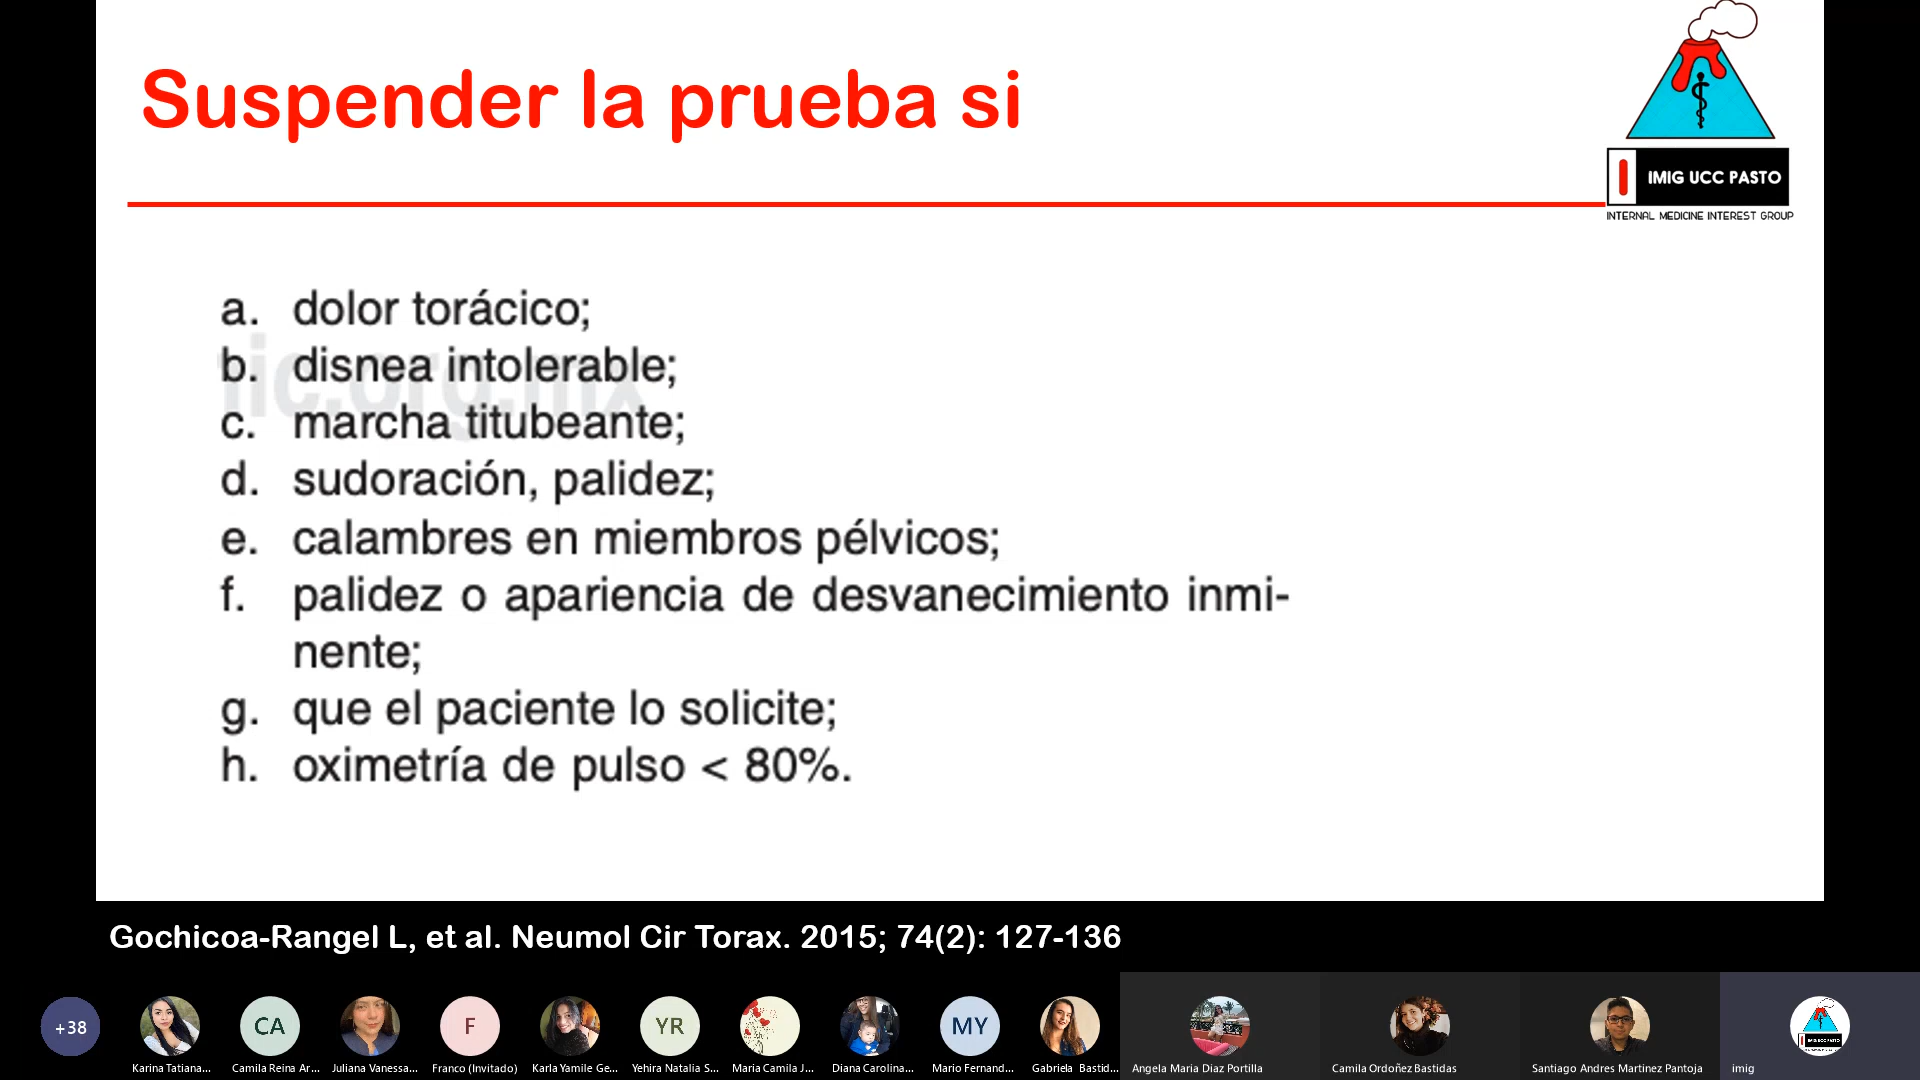 Suspender la prueba si
IMIG UCC PASTO
INTERNAL MEDICINE INTEREST GROUP
a. dolor torácico;
b. disnea intolerable;
c. marcha titubeante;
d. sudoración, palidez;
e. calambres en miembros pélvicos;
f. palidez o apariencia de desvanecimiento inmi-
nente;
g. que el paciente lo solicite;
h. oximetría de pulso < 80%.
Gochicoa-Rangel L, et al. Neumol Cir Torax. 2015; 74(2): 127-136
+38
CA
F
YR
MY
Karina Tatiana...
Camila Reina Ar...
Juliana Vanessa...
Franco (Invitado)
Karla Yamile Ge...
Yehira Natalia S...
Maria Camila J...
Diana Carolina...
Mario Fernand...
Gabriela Bastid...
Angela Maria Diaz Portilla
Camila Ordoñez Bastidas
Santiago Andres Martinez Pantoja
imig